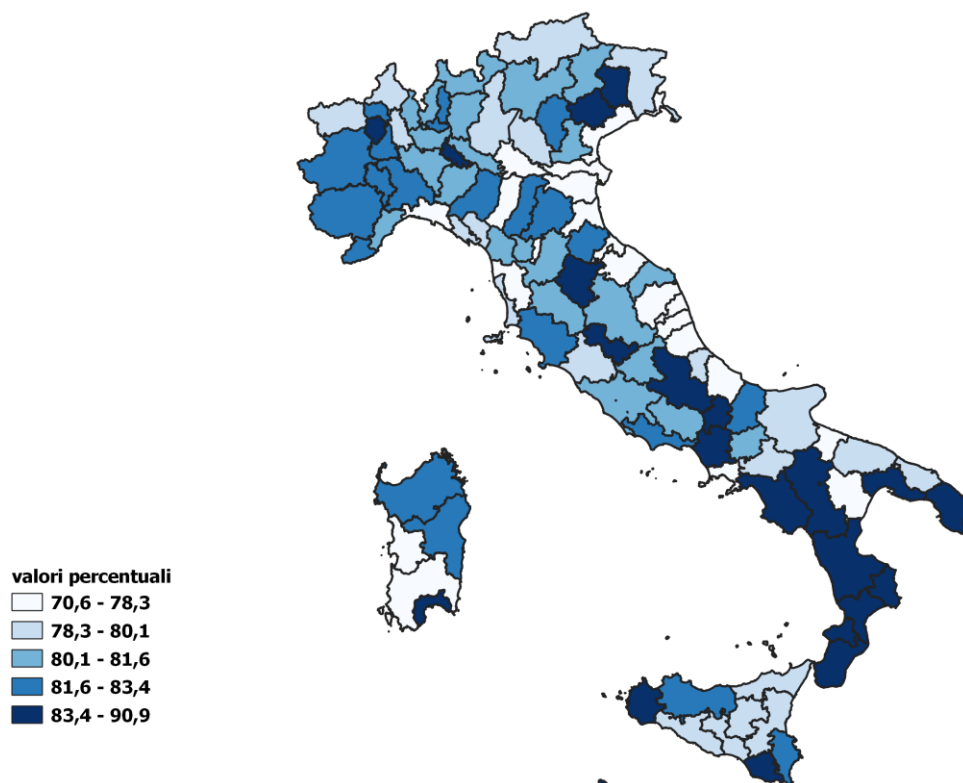 valori percentuali
70,6 - 78,3
78,3 - 80,1
80,1 - 81,6
81,6 - 83,4
83,4 - 90,9